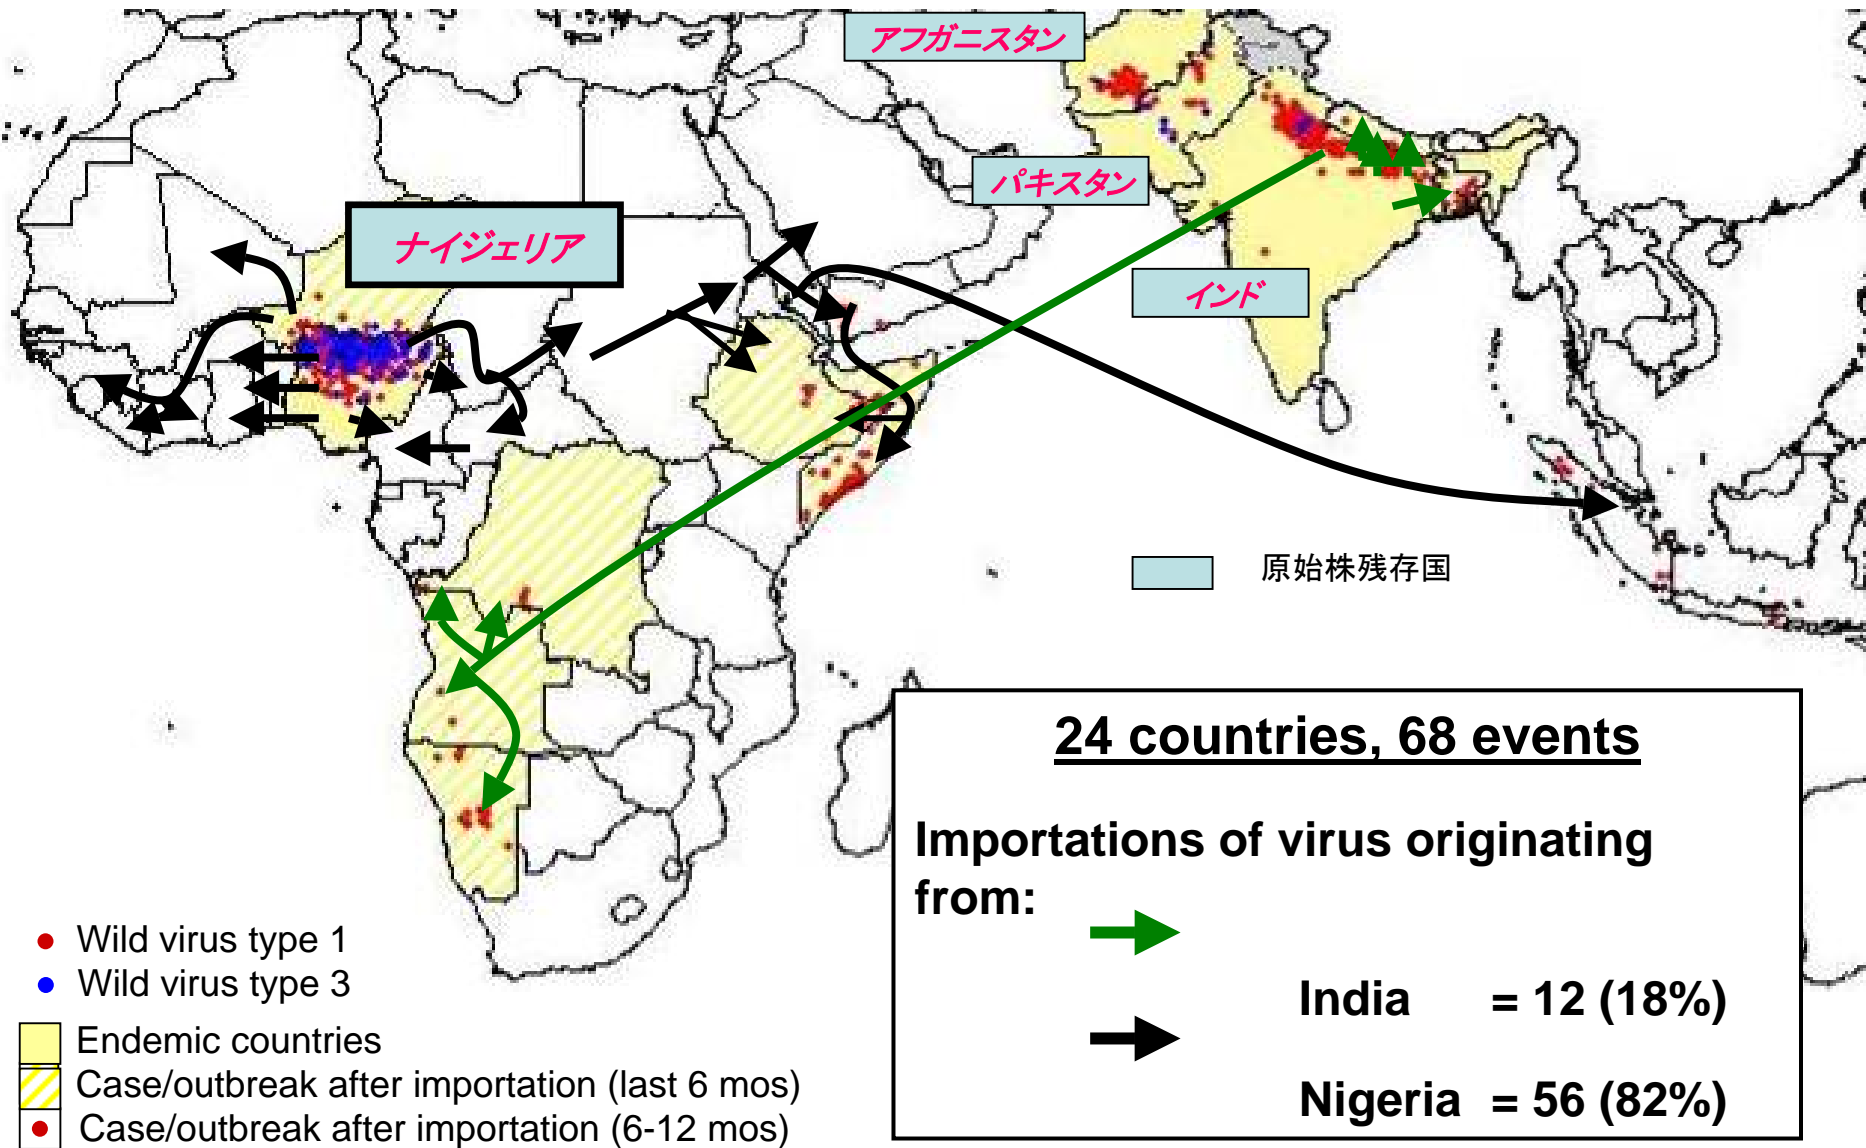 アフガニスタン
パキスタン
ナイジェリア
インド
原始株残存国
24 countries, 68 events
Importations of virus originating
from:
India = 12 (18%)
Nigeria = 56 (82%)
Wild virus type 1
Wild virus type 3
Endemic countries
Case/outbreak after importation (last 6 mos)
Case/outbreak after importation (6-12 mos)